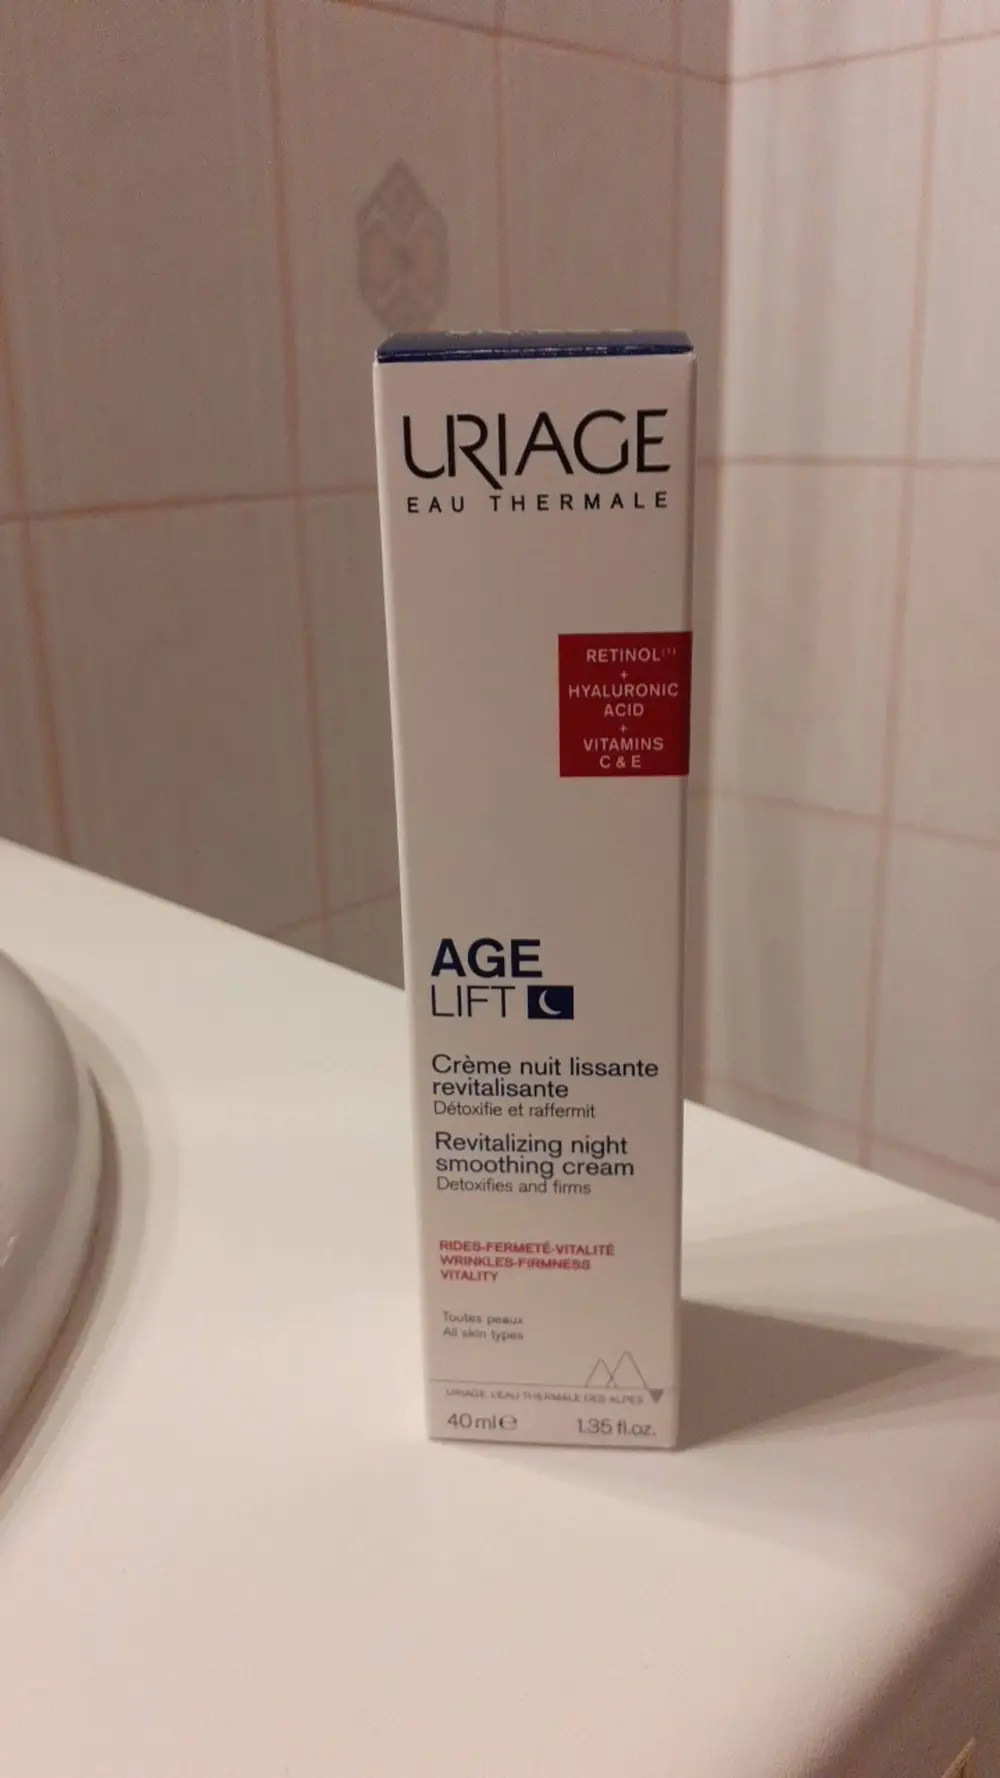 URIAGE
EAU THERMALE
RETINOL⁽¹⁾
+
HYALURONIC
ACID
+
VITAMINS
C & E
AGE
LIFT
Crème nuit lissante
revitalisante
Détoxifie et raffermit
Revitalizing night
smoothing cream
Detoxifies and firms
RIDES-FERMETÉ-VITALITÉ
WRINKLES-FIRMNESS
VITALITY
Toutes peaux
All skin types
URIAGE, L'EAU THERMALE DES ALPES
40 ml ℮ 1.35 fl.oz.